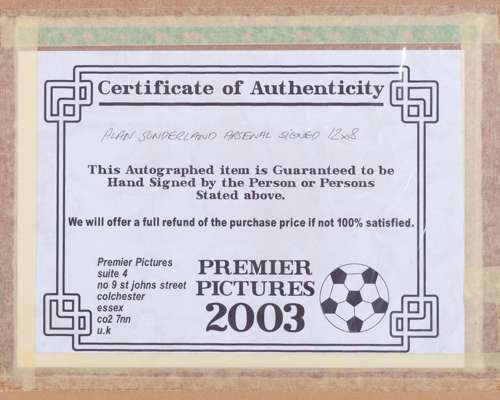 Certificate of Authenticity
ALAN SUNDERLAND ARSENAL SIGNED 12x8
This Autographed item is Guaranteed to be
Hand Signed by the Person or Persons
Stated above.
We will offer a full refund of the purchase price if not 100% satisfied.
Premier Pictures
suite 4
no 9 st johns street
colchester
essex
co2 7nn
u.k
PREMIER
PICTURES
2003